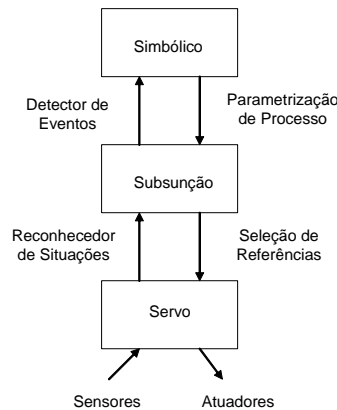 Simbólico
Detector de
Eventos
Parametrização
de Processo
Subsunção
Reconhecedor
de Situações
Seleção de
Referências
Servo
Sensores
Atuadores